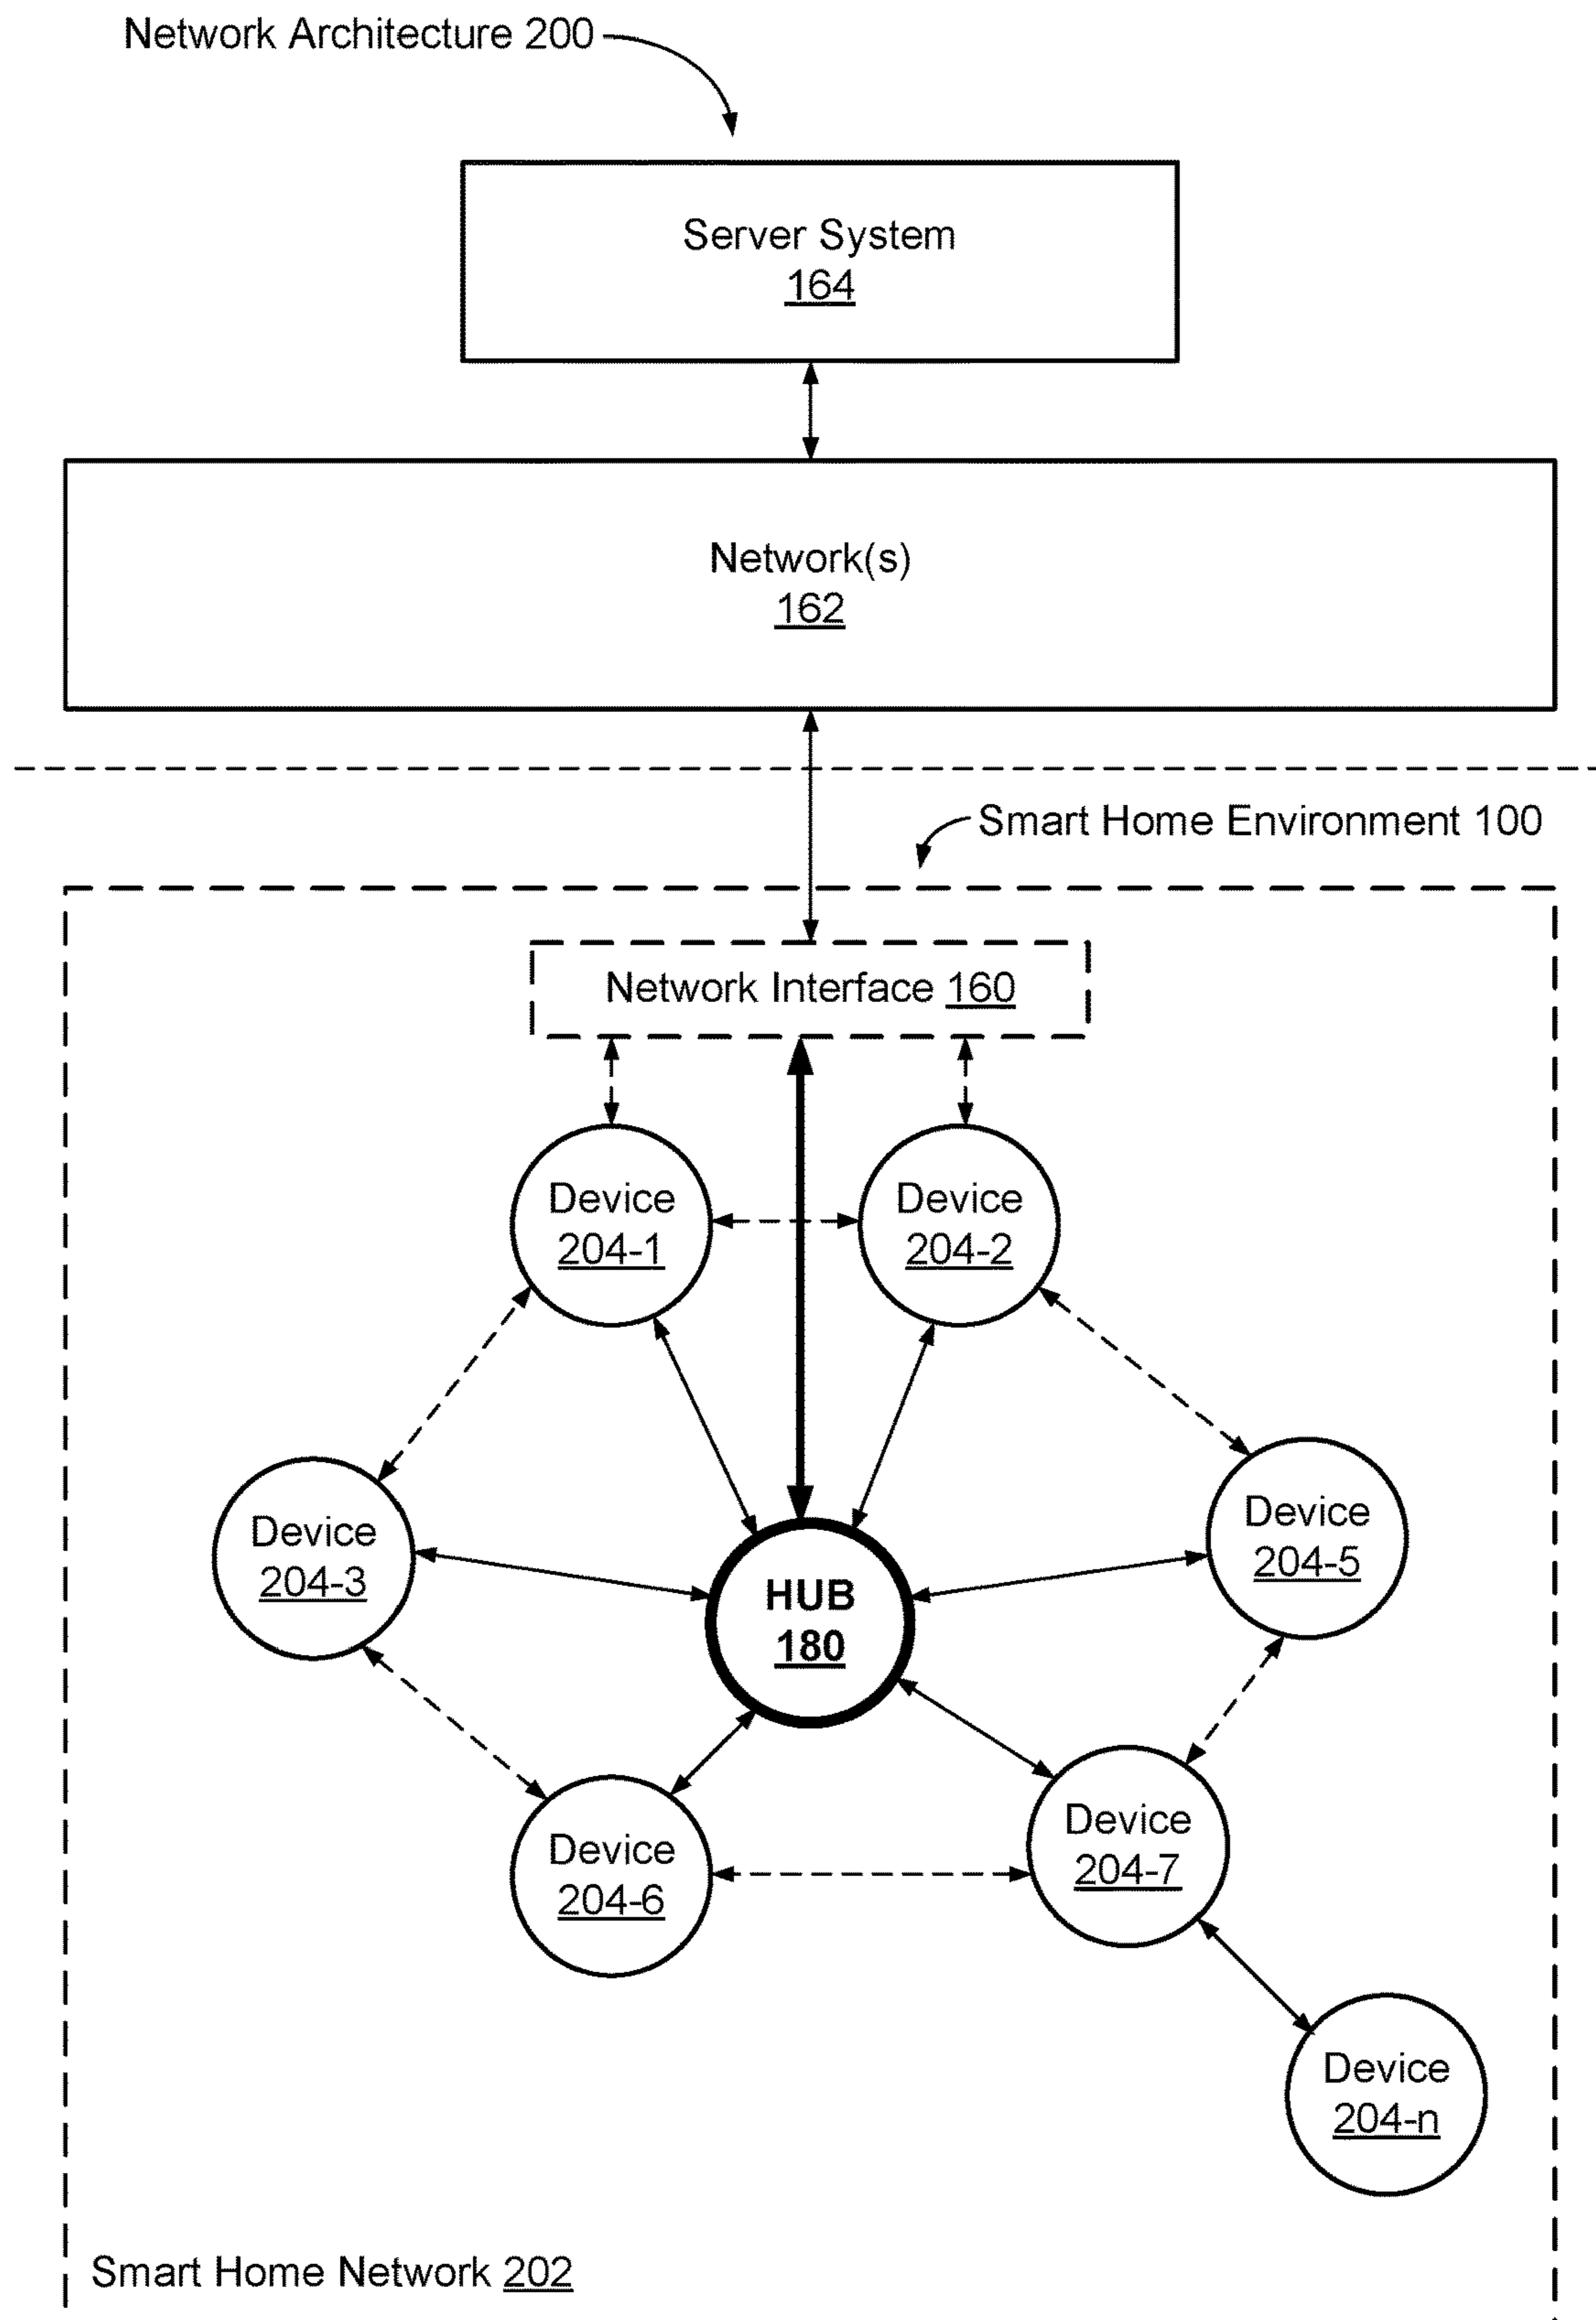 Network Architecture 200
Server System
164
Network(s)
162
Smart Home Environment 100
Network Interface 160
Device
204-1
Device
204-2
Device
204-3
Device
204-5
HUB
180
Device
204-6
Device
204-7
Device
204-n
Smart Home Network 202